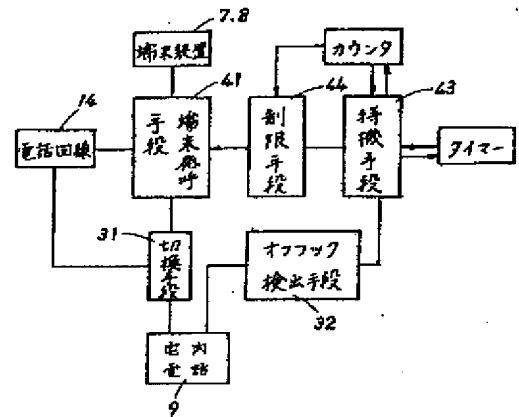 7.8
端末装置
カウンタ
14
41
44
43
電話回線
端末発呼
手段
制限手段
待機手段
タイマー
31
切換手段
オフフック
検出手段
32
宅内
電話
9